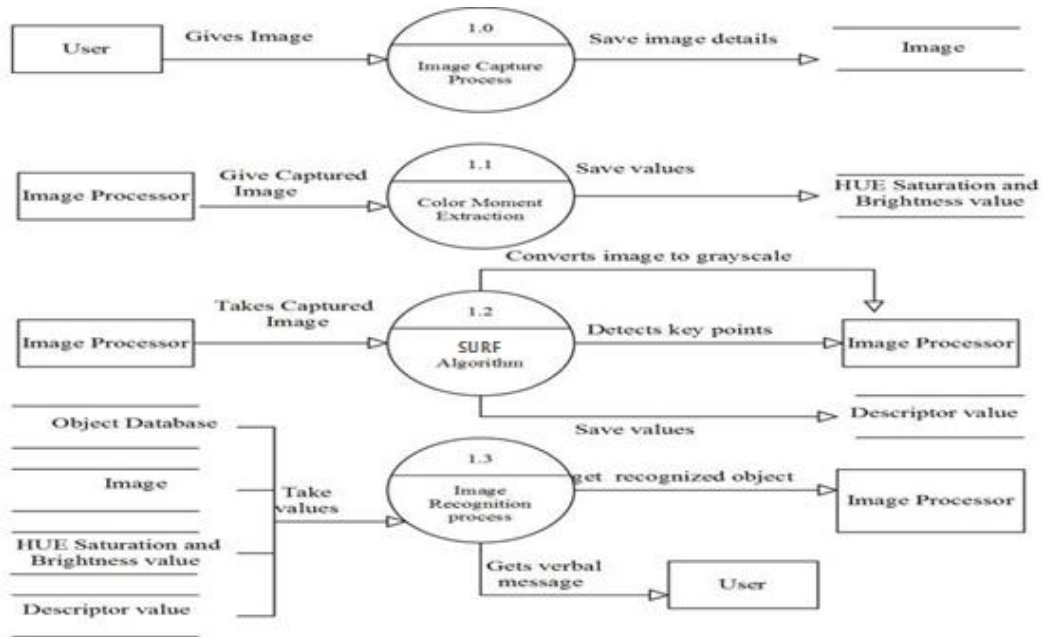 User
Gives Image
1.0
Image Capture
Process
Save image details
Image
Image Processor
Give Captured
Image
1.1
Color Moment
Extraction
Save values
HUE Saturation and
Brightness value
Converts image to grayscale
Image Processor
Takes Captured
Image
1.2
SURF
Algorithm
Detects key points
Image Processor
Save values
Descriptor value
Object Database
Image
HUE Saturation and
Brightness value
Descriptor value
Take
values
1.3
Image
Recognition
process
get recognized object
Image Processor
Gets verbal
message
User